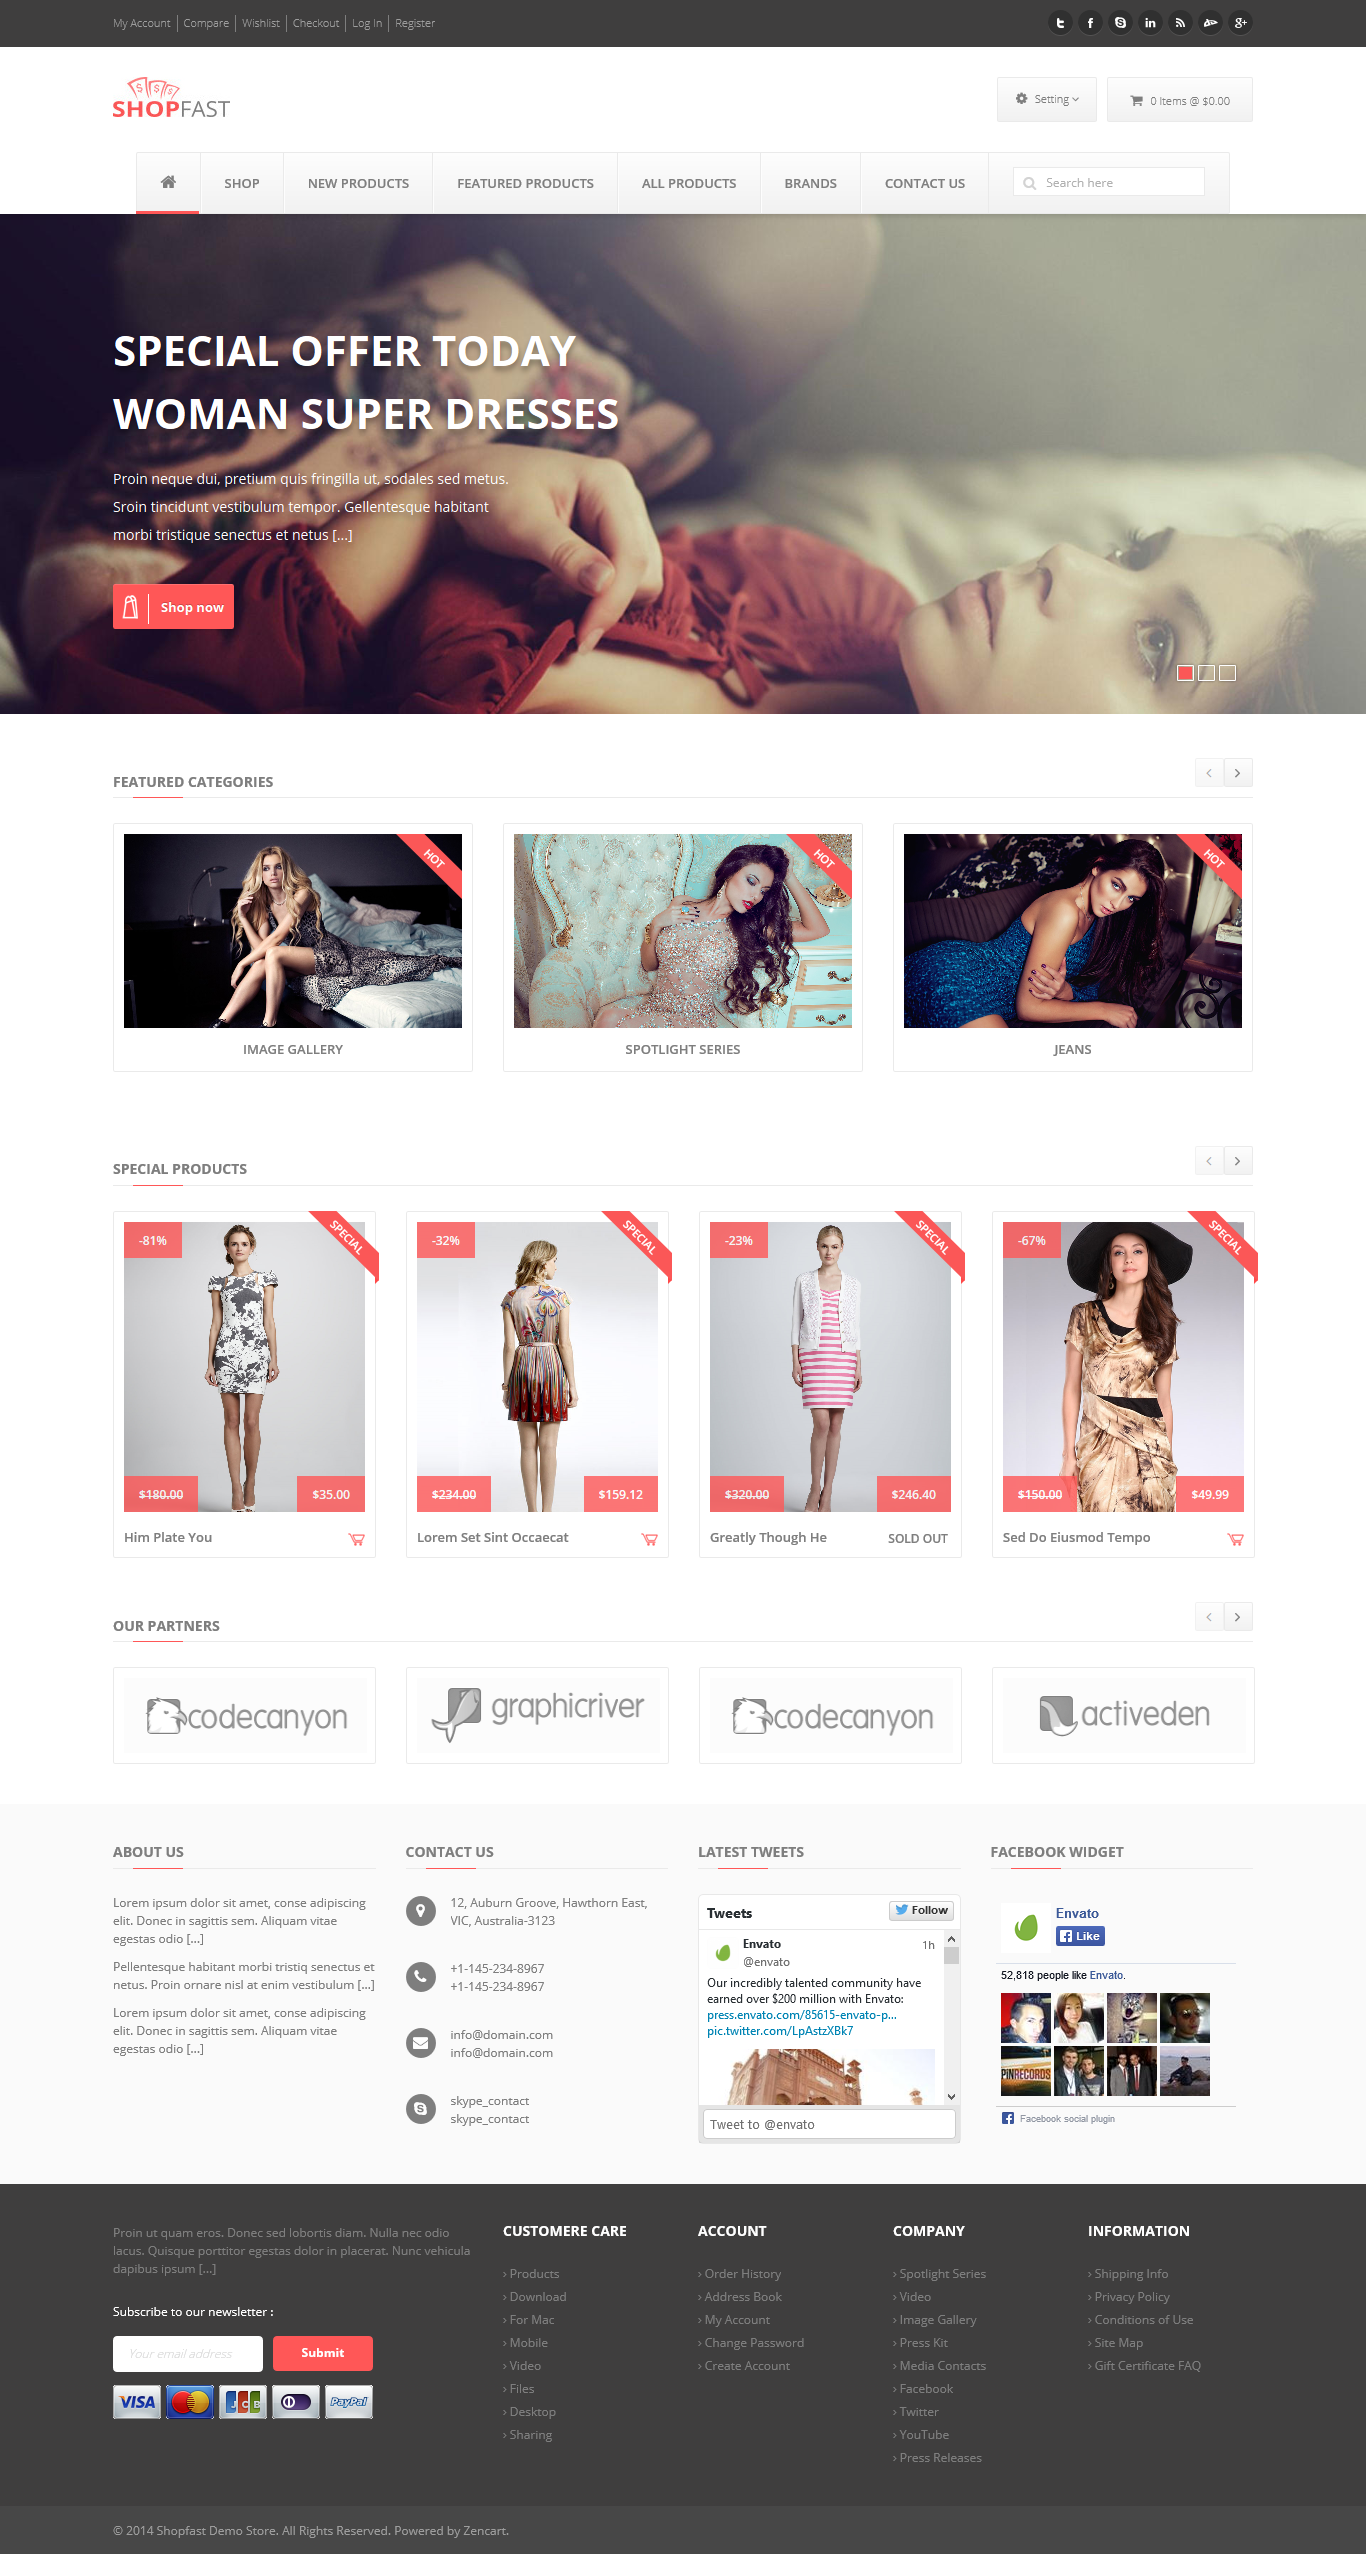 My Account
Compare
Wishlist
Checkout
Log In
Register
SHOPFAST
Setting
0 Items @ $0.00
SHOP
NEW PRODUCTS
FEATURED PRODUCTS
ALL PRODUCTS
BRANDS
CONTACT US
Search here
SPECIAL OFFER TODAY
WOMAN SUPER DRESSES
Proin neque dui, pretium quis fringilla ut, sodales sed metus.
Sroin tincidunt vestibulum tempor. Gellentesque habitant
morbi tristique senectus et netus [...]
Shop now
FEATURED CATEGORIES
HOT
HOT
HOT
IMAGE GALLERY
SPOTLIGHT SERIES
JEANS
SPECIAL PRODUCTS
-81%
SPECIAL
-32%
SPECIAL
-23%
SPECIAL
-67%
SPECIAL
$180.00
$35.00
$234.00
$159.12
$320.00
$246.40
$150.00
$49.99
Him Plate You
Lorem Set Sint Occaecat
Greatly Though He
SOLD OUT
Sed Do Eiusmod Tempo
OUR PARTNERS
codecanyon
graphicriver
codecanyon
activeden
ABOUT US
Lorem ipsum dolor sit amet, conse adipiscing
elit. Donec in sagittis sem. Aliquam vitae
egestas odio [...]
Pellentesque habitant morbi tristiq senectus et
netus. Proin ornare nisl at enim vestibulum [...]
Lorem ipsum dolor sit amet, conse adipiscing
elit. Donec in sagittis sem. Aliquam vitae
egestas odio [...]
CONTACT US
12, Auburn Groove, Hawthorn East,
VIC, Australia-3123
+1-145-234-8967
+1-145-234-8967
info@domain.com
info@domain.com
skype_contact
skype_contact
LATEST TWEETS
Tweets
Follow
Envato
1h
@envato
Our incredibly talented community have
earned over $200 million with Envato:
press.envato.com/85615-envato-p...
pic.twitter.com/LpAstzXBk7
Tweet to @envato
FACEBOOK WIDGET
Envato
Like
52,818 people like Envato.
PINRECORDS
Facebook social plugin
Proin ut quam eros. Donec sed lobortis diam. Nulla nec odio
lacus. Quisque porttitor egestas dolor in placerat. Nunc vehicula
dapibus ipsum [...]
Subscribe to our newsletter :
Your email address
Submit
VISA
MasterCard
JCB
PayPal
CUSTOMERE CARE
› Products
› Download
› For Mac
› Mobile
› Video
› Files
› Desktop
› Sharing
ACCOUNT
› Order History
› Address Book
› My Account
› Change Password
› Create Account
COMPANY
› Spotlight Series
› Video
› Image Gallery
› Press Kit
› Media Contacts
› Facebook
› Twitter
› YouTube
› Press Releases
INFORMATION
› Shipping Info
› Privacy Policy
› Conditions of Use
› Site Map
› Gift Certificate FAQ
© 2014 Shopfast Demo Store. All Rights Reserved. Powered by Zencart.